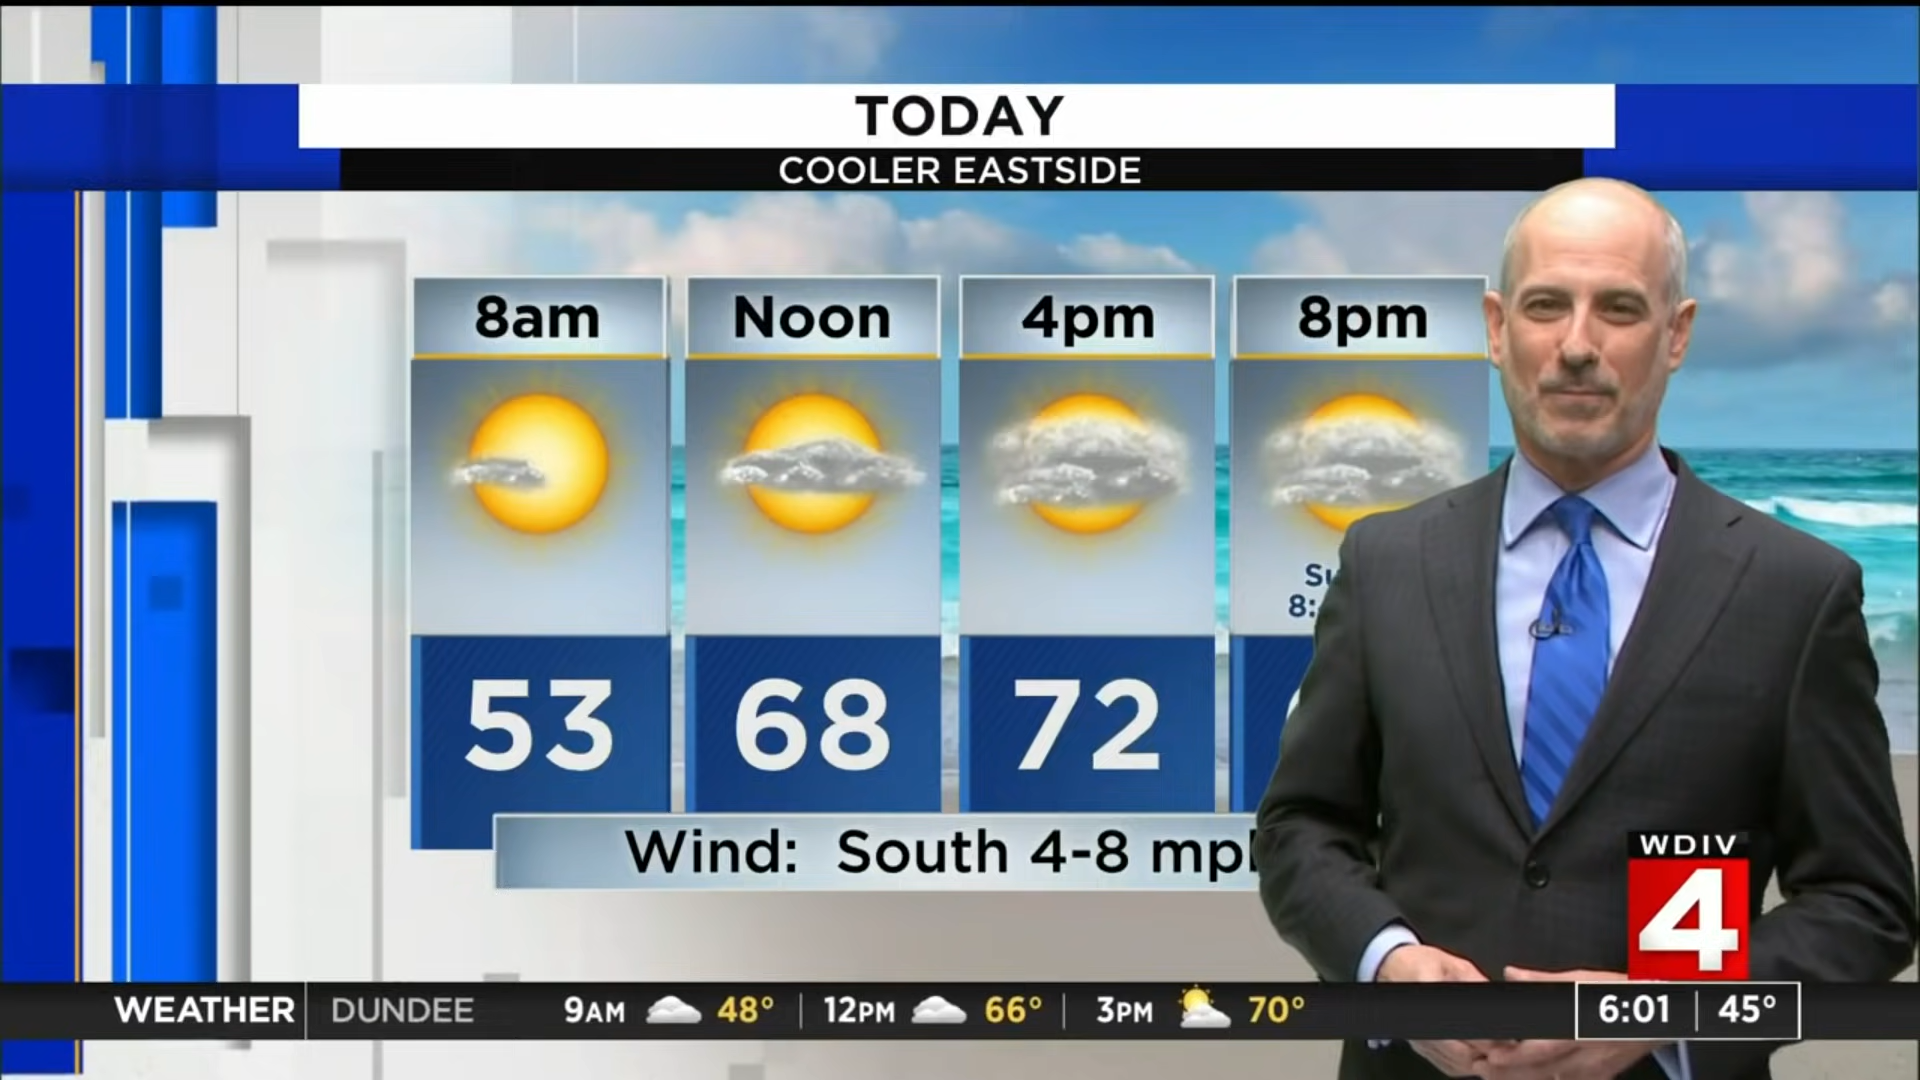 TODAY
COOLER EASTSIDE
8am Noon 4pm 8pm
53 68 72
Wind: South 4-8
WDIV
4
WEATHER DUNDEE 9AM 48° 12PM 66° 3PM 70° 6:01 45°